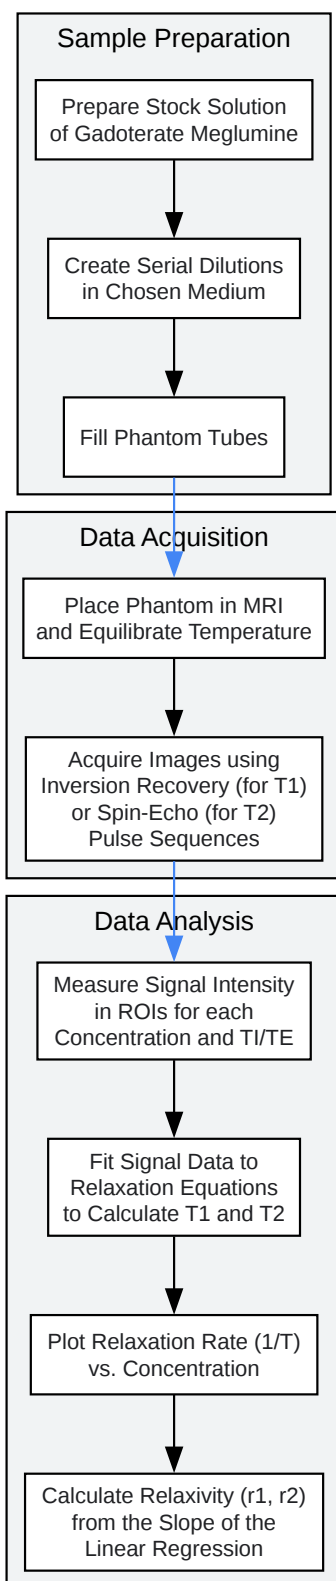 Sample Preparation
Prepare Stock Solution
of Gadoterate Meglumine
Create Serial Dilutions
in Chosen Medium
Fill Phantom Tubes
Data Acquisition
Place Phantom in MRI
and Equilibrate Temperature
Acquire Images using
Inversion Recovery (for T1)
or Spin-Echo (for T2)
Pulse Sequences
Data Analysis
Measure Signal Intensity
in ROIs for each
Concentration and TI/TE
Fit Signal Data to
Relaxation Equations
to Calculate T1 and T2
Plot Relaxation Rate (1/T)
vs. Concentration
Calculate Relaxivity (r1, r2)
from the Slope of the
Linear Regression